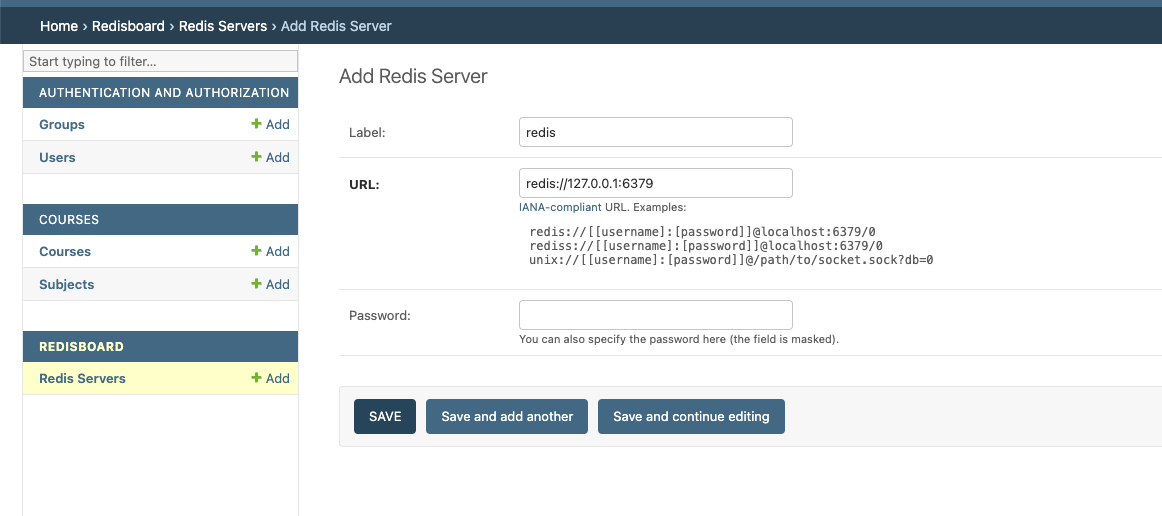 Home › Redisboard › Redis Servers › Add Redis Server
Start typing to filter...
AUTHENTICATION AND AUTHORIZATION
Groups + Add
Users + Add
COURSES
Courses + Add
Subjects + Add
REDISBOARD
Redis Servers + Add
Add Redis Server
Label: redis
URL: redis://127.0.0.1:6379
IANA-compliant URL. Examples:
redis://[[username]:[password]]@localhost:6379/0
rediss://[[username]:[password]]@localhost:6379/0
unix://[[username]:[password]]@/path/to/socket.sock?db=0
Password:
You can also specify the password here (the field is masked).
SAVE Save and add another Save and continue editing